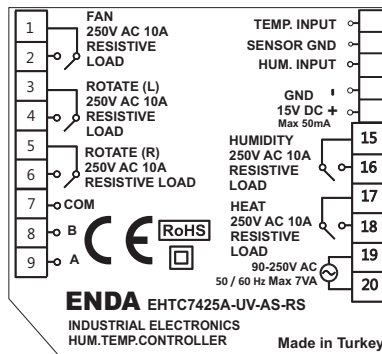 1
2
3
4
5
6
7
8
9
FAN
250V AC 10A
RESISTIVE
LOAD
ROTATE (L)
250V AC 10A
RESISTIVE
LOAD
ROTATE (R)
250V AC 10A
RESISTIVE LOAD
COM
B
A
CE
RoHS
TEMP. INPUT
SENSOR GND
HUM. INPUT
GND -
15V DC +
Max 50mA
HUMIDITY
250V AC 10A
RESISTIVE
LOAD
HEAT
250V AC 10A
RESISTIVE
LOAD
90-250V AC
50 / 60 Hz Max 7VA
15
16
17
18
19
20
ENDA EHTC7425A-UV-AS-RS
INDUSTRIAL ELECTRONICS
HUM.TEMP.CONTROLLER
Made in Turkey